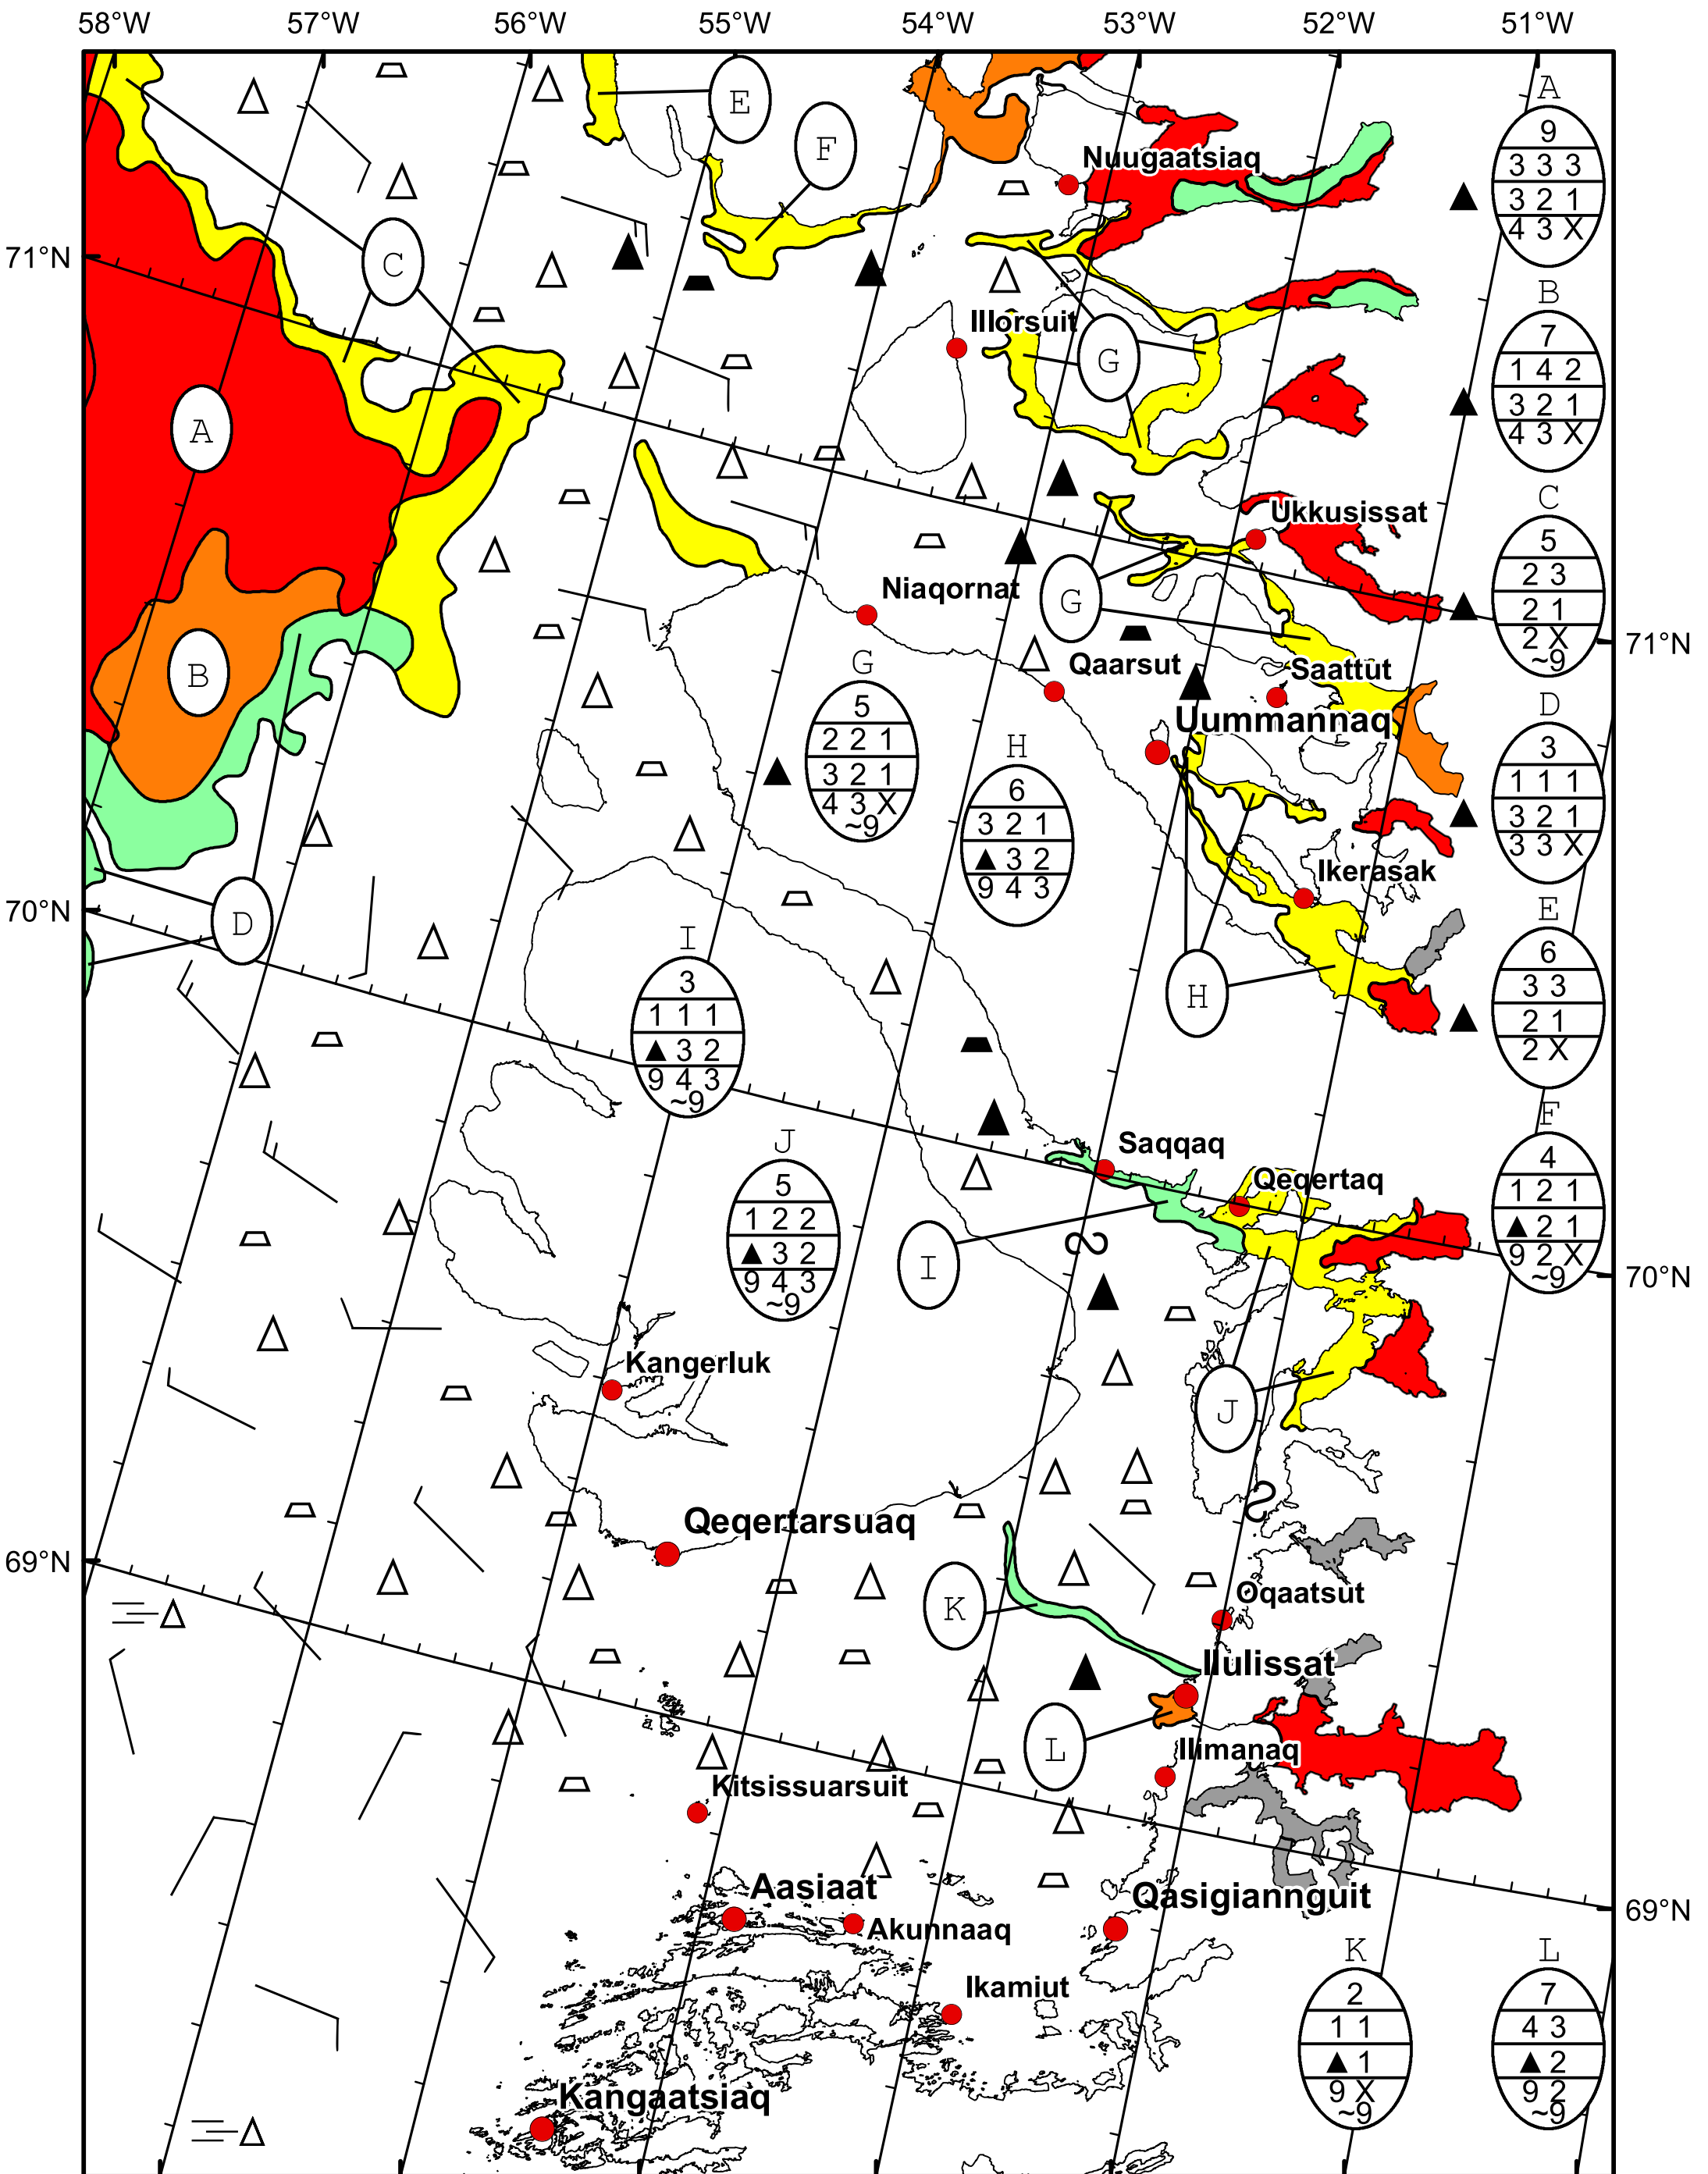 58°W 57°W 56°W 55°W 54°W 53°W 52°W 51°W
A
9
3 3 3
3 2 1
4 3 X
E
F
Nuugaatsiaq
71°N
C
B
7
1 4 2
3 2 1
4 3 X
Illorsuit
G
A
C
5
2 3
2 1
2 X
~9
Ukkusissat
Niaqornat
G
71°N
B
Qaarsut
Saattut
Uummannaq
G
5
2 2 1
3 2 1
4 3 X
~9
H
6
3 2 1
▲ 3 2
9 4 3
D
3
1 1 1
3 2 1
3 3 X
Ikerasak
70°N
D
E
6
3 3
2 1
2 X
I
3
1 1 1
▲ 3 2
9 4 3
~9
H
Saqqaq
Qeqertaq
F
4
1 2 1
▲ 2 1
9 2 X
~9
J
5
1 2 2
▲ 3 2
9 4 3
~9
I
70°N
Kangerluk
J
Qeqertarsuaq
69°N
K
Oqaatsut
Ilulissat
L
Ilimanaq
Kitsissuarsuit
Aasiaat
Akunnaaq
Qasigiannguit
69°N
Ikamiut
K
2
1 1
▲ 1
9 X
~9
L
7
4 3
▲ 2
9 2
~9
Kangaatsiaq